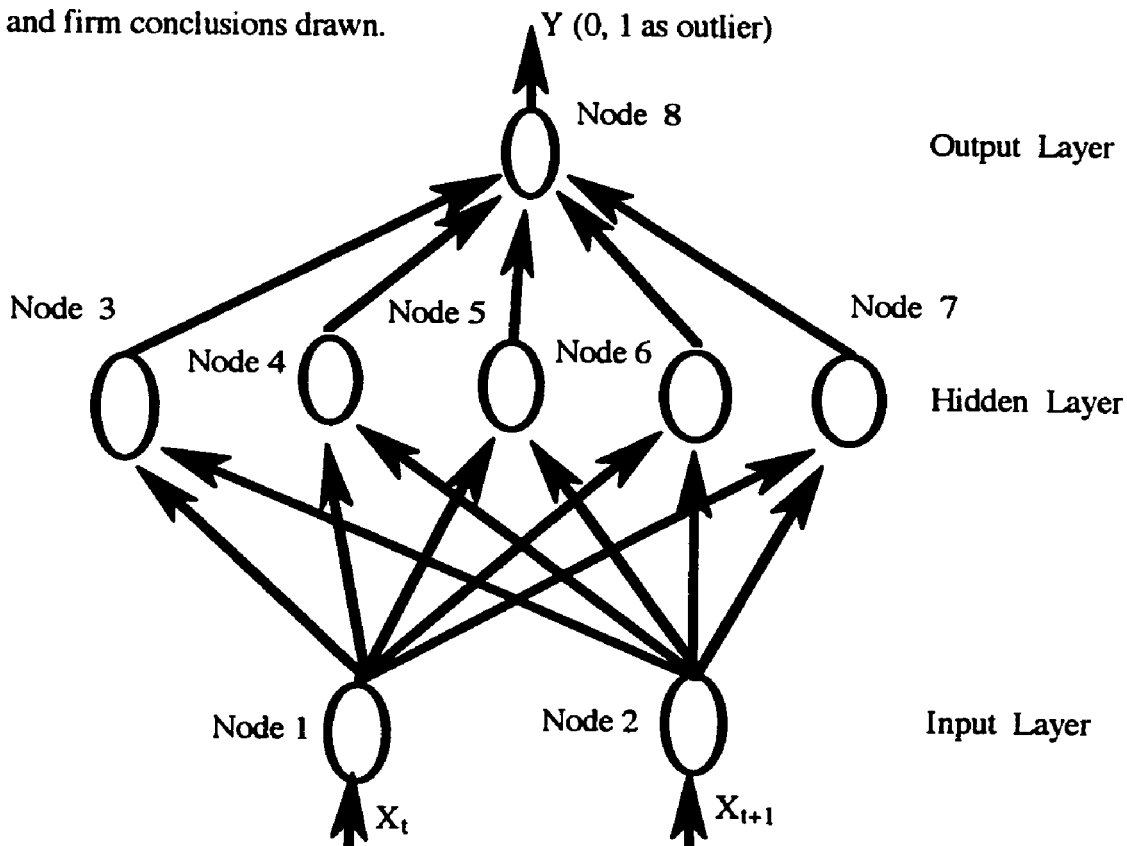 and firm conclusions drawn.
Y (0, 1 as outlier)
Node 8
Output Layer
Node 3
Node 5
Node 7
Node 4
Node 6
Hidden Layer
Node 1
Node 2
Input Layer
Xₜ
Xₜ₊₁